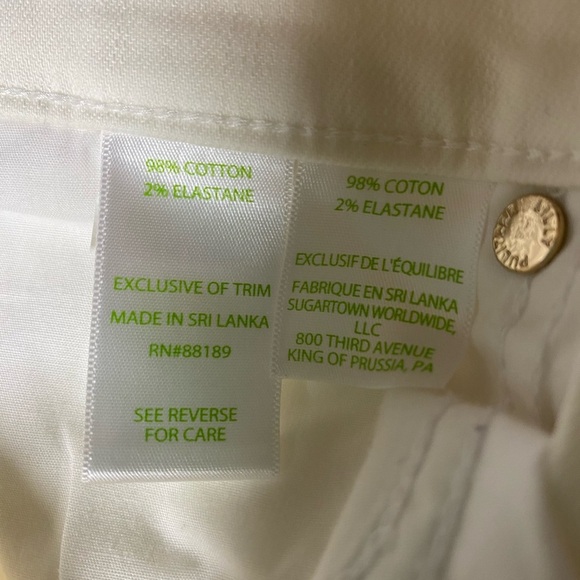 98% COTTON
2% ELASTANE
EXCLUSIVE OF TRIM
MADE IN SRI LANKA
RN#88189
SEE REVERSE
FOR CARE
98% COTON
2% ELASTANE
EXCLUSIF DE L'ÉQUILIBRE
FABRIQUE EN SRI LANKA
SUGARTOWN WORLDWIDE,
LLC
800 THIRD AVENUE
KING OF PRUSSIA, PA
LILLY PULITZER